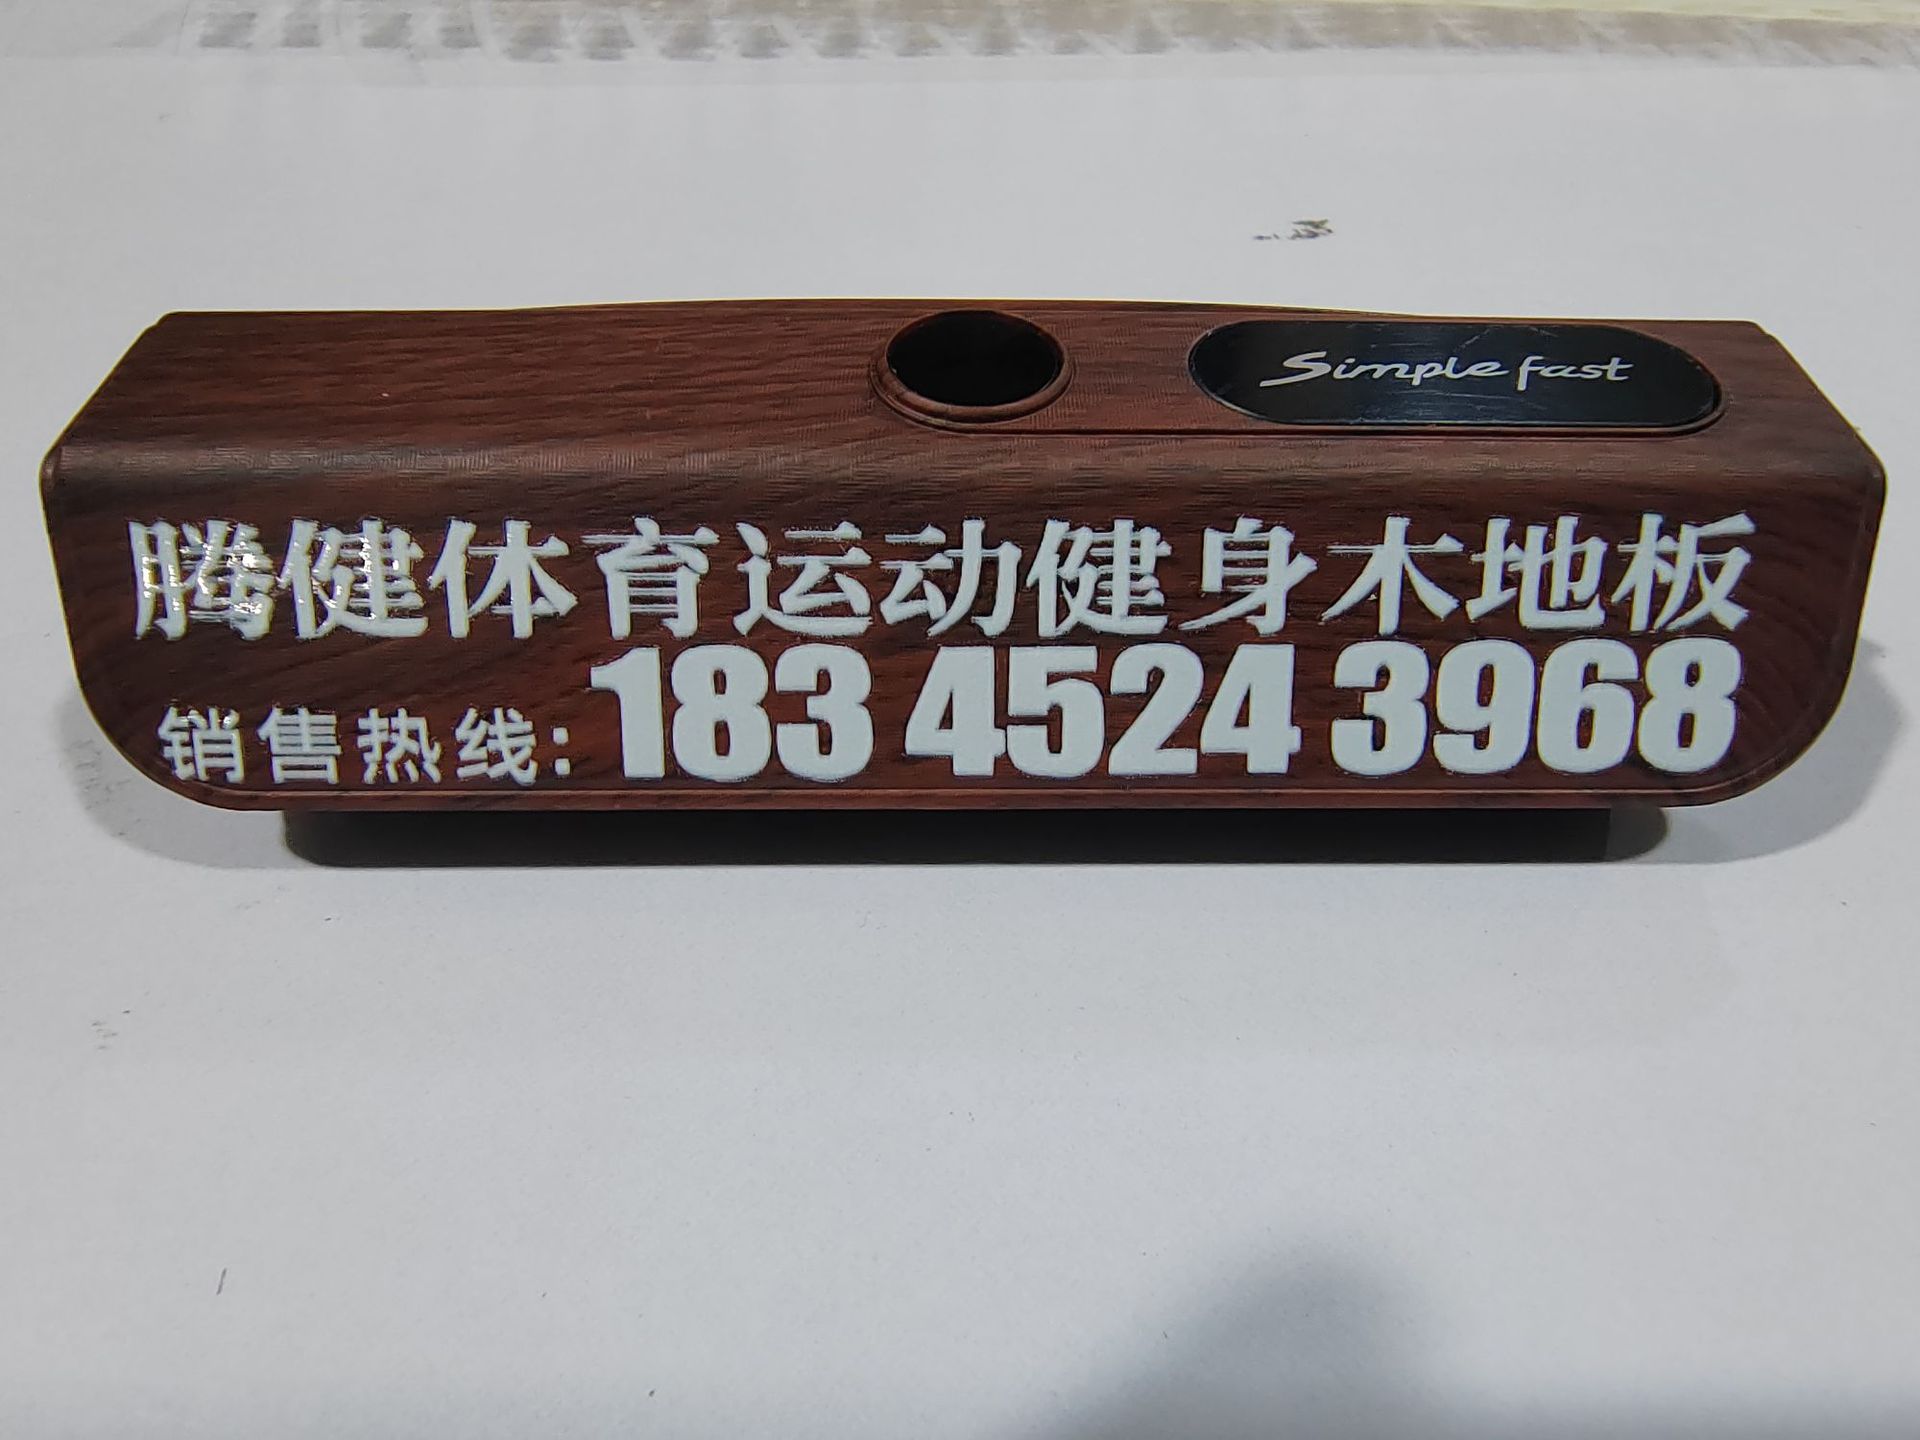 Simple fast
腾健体育运动健身木地板
销售热线:183 4524 3968